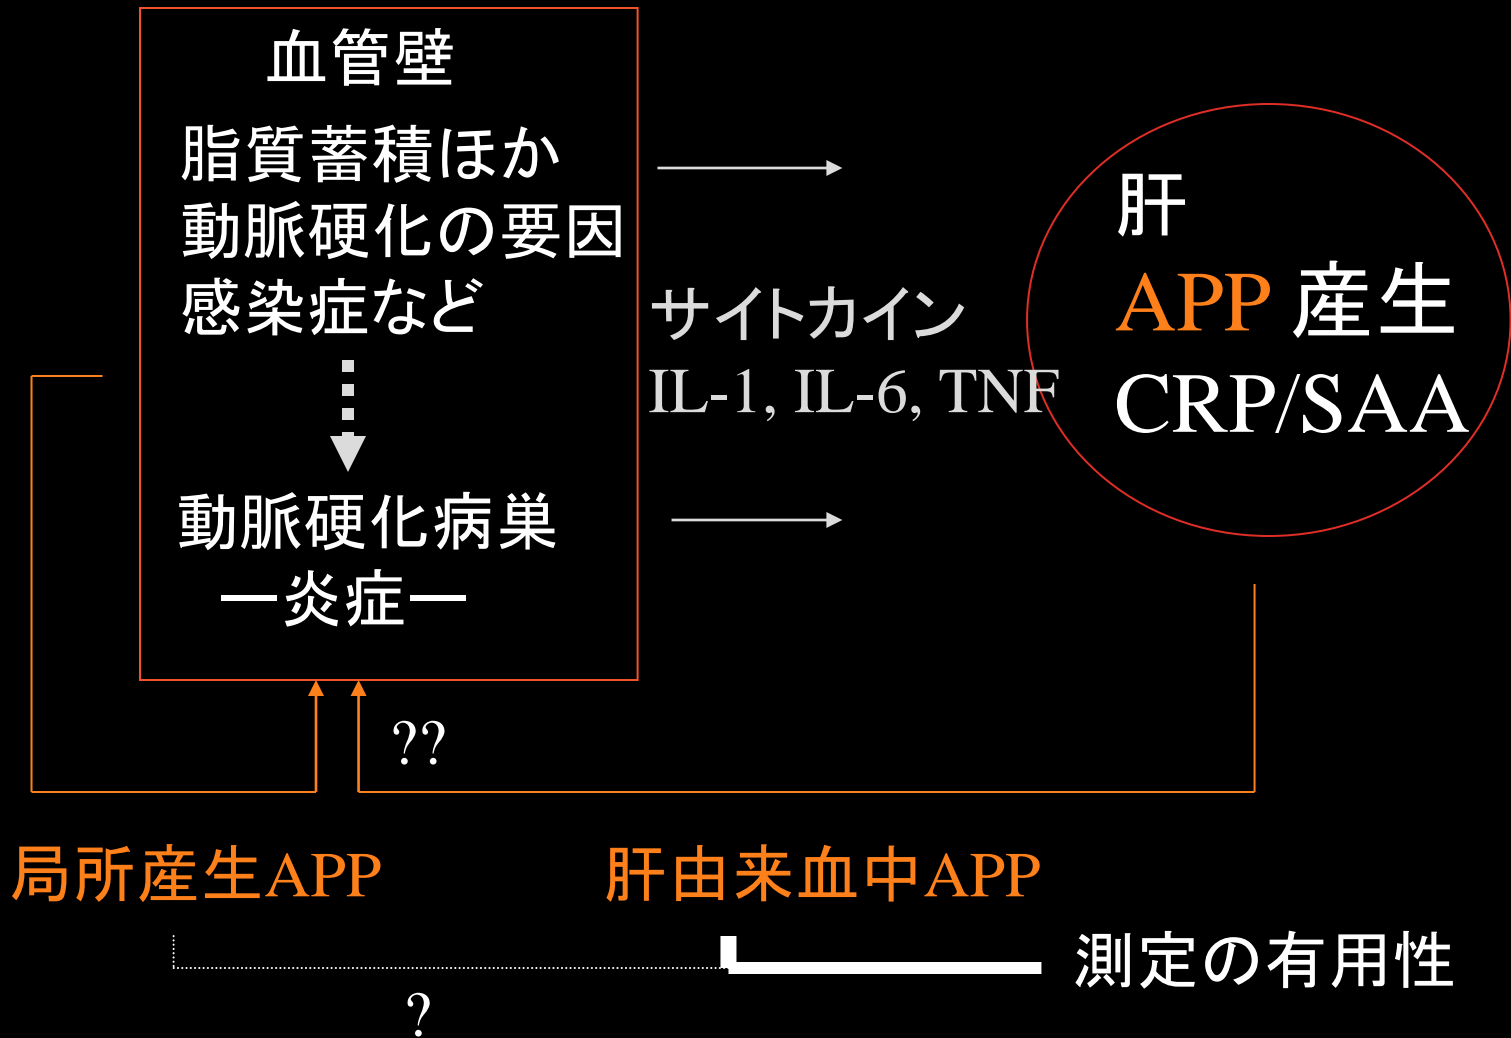 血管壁
脂質蓄積ほか
動脈硬化の要因
感染症など
動脈硬化病巣
―炎症―
サイトカイン
IL-1, IL-6, TNF
肝
APP 産生
CRP/SAA
??
局所産生APP
肝由来血中APP
測定の有用性
?